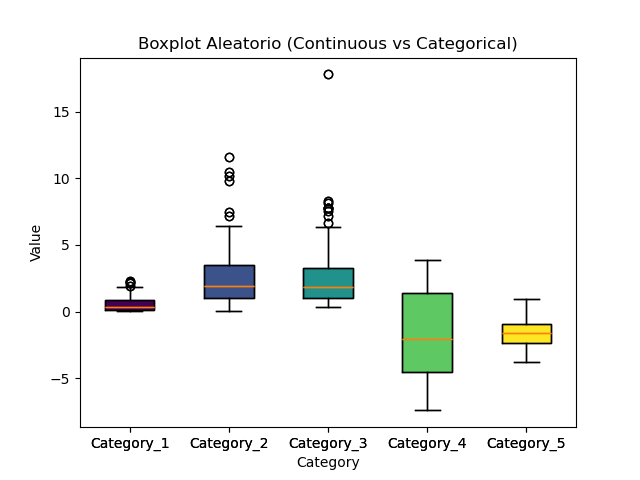 Boxplot Aleatorio (Continuous vs Categorical)
15
10
5
0
−5
Value
Category_1 Category_2 Category_3 Category_4 Category_5
Category